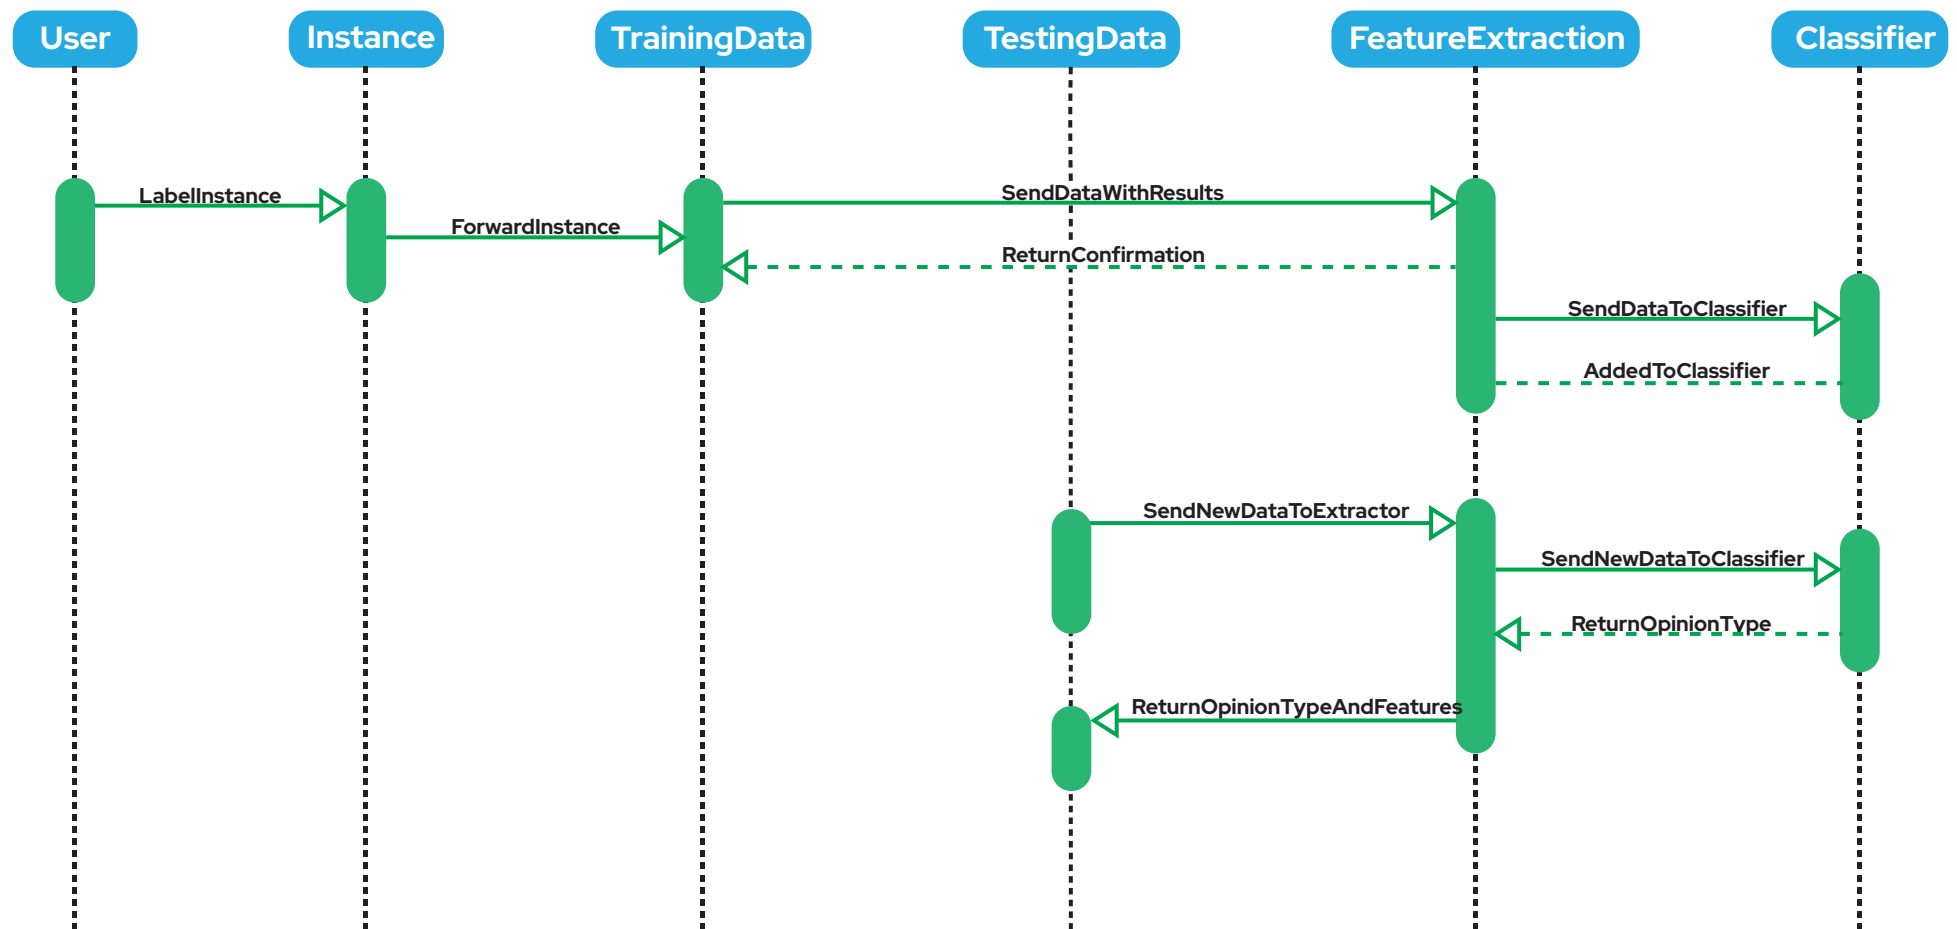 User
Instance
TrainingData
TestingData
FeatureExtraction
Classifier
LabelInstance
SendDataWithResults
ForwardInstance
ReturnConfirmation
SendDataToClassifier
AddedToClassifier
SendNewDataToExtractor
SendNewDataToClassifier
ReturnOpinionType
ReturnOpinionTypeAndFeatures